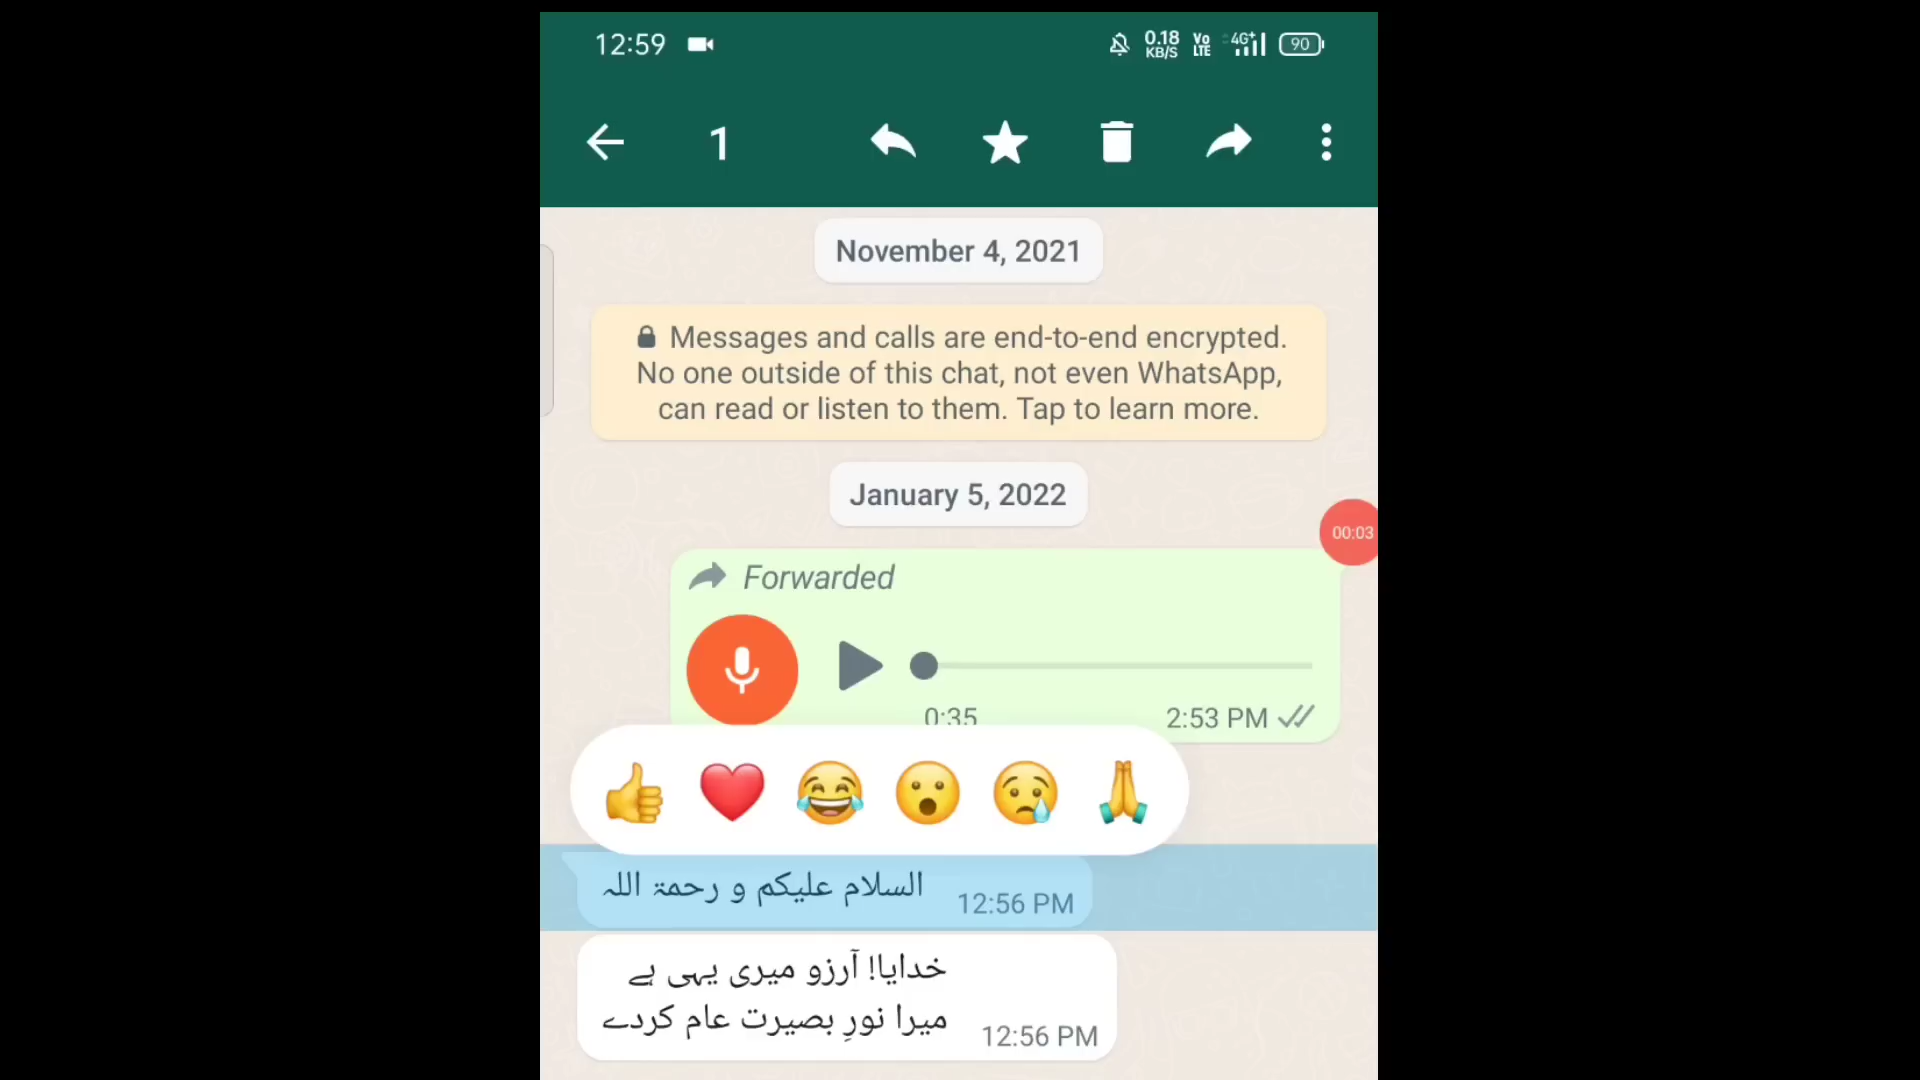 12:59
0.18 KB/S
Vo LTE
4G+
90
1
November 4, 2021
Messages and calls are end-to-end encrypted.
No one outside of this chat, not even WhatsApp,
can read or listen to them. Tap to learn more.
January 5, 2022
00:03
Forwarded
0:35
2:53 PM
السلام علیکم و رحمۃ اللہ
12:56 PM
خدایا! آرزو میری یہی ہے
میرا نورِ بصیرت عام کردے
12:56 PM